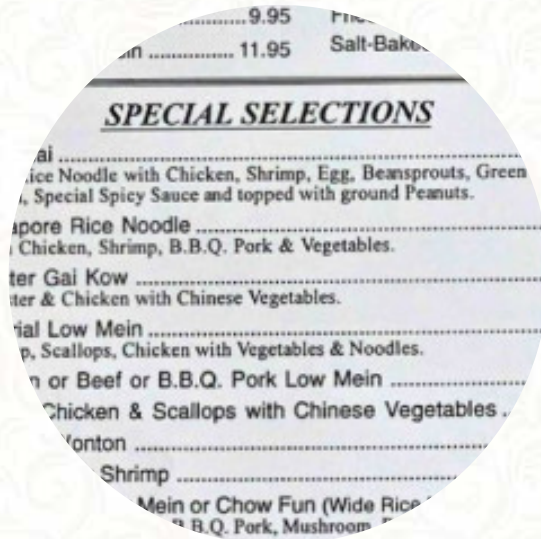 9.95
11.95 Salt-Bake
SPECIAL SELECTIONS
ai
ice Noodle with Chicken, Shrimp, Egg, Beansprouts, Green
, Special Spicy Sauce and topped with ground Peanuts.
apore Rice Noodle
Chicken, Shrimp, B.B.Q. Pork & Vegetables.
ter Gai Kow
ter & Chicken with Chinese Vegetables.
rial Low Mein
p, Scallops, Chicken with Vegetables & Noodles.
n or Beef or B.B.Q. Pork Low Mein
Chicken & Scallops with Chinese Vegetables
onton
Shrimp
Mein or Chow Fun (Wide Rice
B.Q. Pork, Mushroom